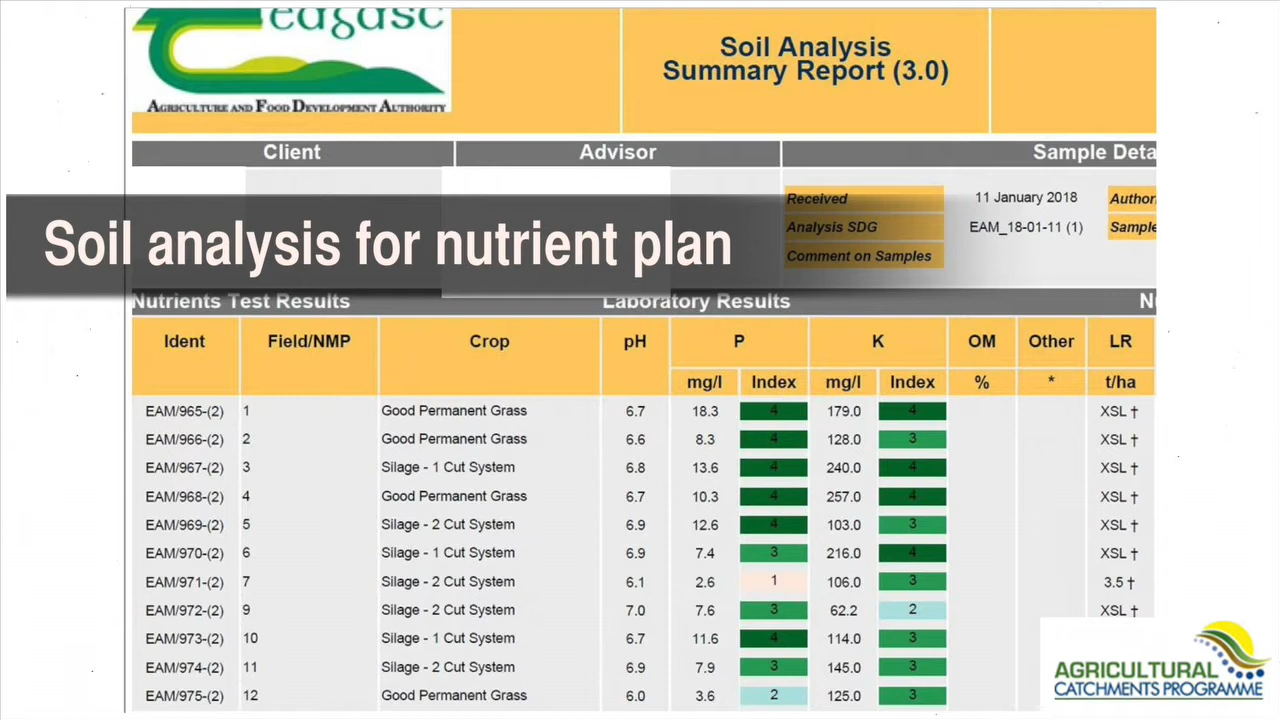 eagasc
AGRICULTURE AND FOOD DEVELOPMENT AUTHORITY
Soil Analysis
Summary Report (3.0)
Client Advisor Sample Deta
Received 11 January 2018 Author
Analysis SDG EAM_18-01-11 (1) Sample
Comment on Samples
Soil analysis for nutrient plan
Nutrients Test Results Laboratory Results N
Ident Field/NMP Crop pH P K OM Other LR
mg/l Index mg/l Index % * t/ha
EAM/965-(2) 1 Good Permanent Grass 6.7 18.3 4 179.0 4 XSL †
EAM/966-(2) 2 Good Permanent Grass 6.6 8.3 4 128.0 3 XSL †
EAM/967-(2) 3 Silage - 1 Cut System 6.8 13.6 4 240.0 4 XSL †
EAM/968-(2) 4 Good Permanent Grass 6.7 10.3 4 257.0 4 XSL †
EAM/969-(2) 5 Silage - 2 Cut System 6.9 12.6 4 103.0 3 XSL †
EAM/970-(2) 6 Silage - 1 Cut System 6.9 7.4 3 216.0 4 XSL †
EAM/971-(2) 7 Silage - 2 Cut System 6.1 2.6 1 106.0 3 3.5 †
EAM/972-(2) 9 Silage - 2 Cut System 7.0 7.6 3 62.2 2 XSL †
EAM/973-(2) 10 Silage - 1 Cut System 6.7 11.6 4 114.0 3
EAM/974-(2) 11 Silage - 2 Cut System 6.9 7.9 3 145.0 3
EAM/975-(2) 12 Good Permanent Grass 6.0 3.6 2 125.0 3
AGRICULTURAL
CATCHMENTS PROGRAMME